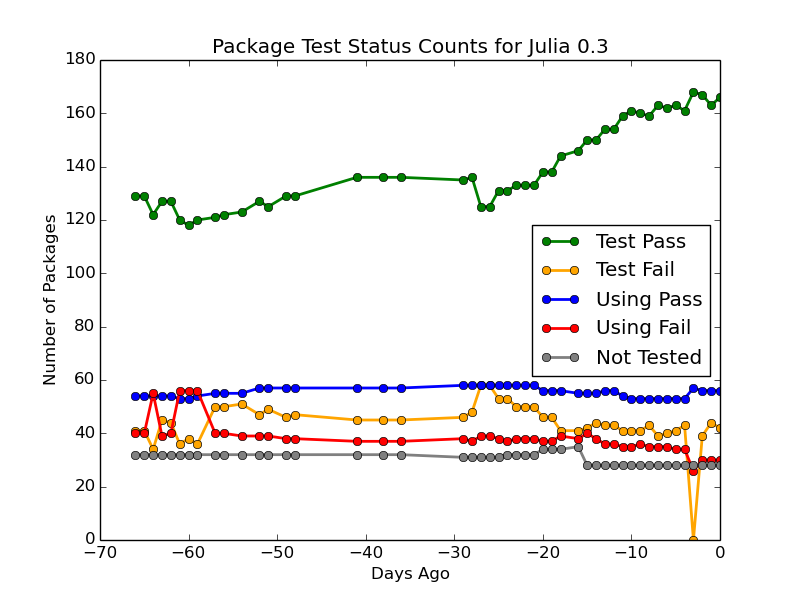 Package Test Status Counts for Julia 0.3
180
160
140
120
100
80
60
40
20
0
Number of Packages
Test Pass
Test Fail
Using Pass
Using Fail
Not Tested
−70 −60 −50 −40 −30 −20 −10 0
Days Ago